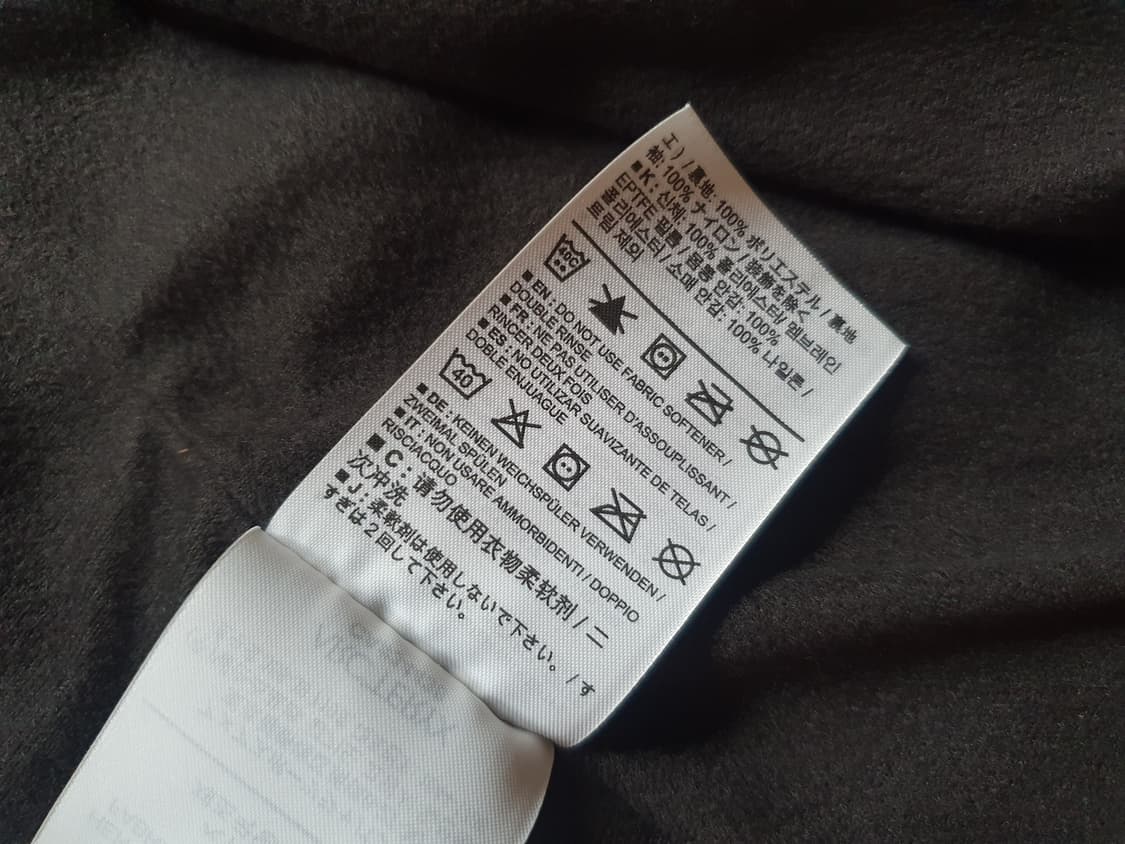 エ) / 裏地: 100% ポリエステル / 裏地
袖: 100% ナイロン / 装飾を除く
■ K : 신체: 100% 폴리에스터/ 멤브레인
EPTFE 필름 / 몸통 안감: 100%
폴리에스터 / 소매 안감: 100% 나일론 /
트림 제외
40C
■ EN : DO NOT USE FABRIC SOFTENER /
DOUBLE RINSE
■ FR : NE PAS UTILISER D'ASSOUPLISSANT /
RINCER DEUX FOIS
■ ES : NO UTILIZAR SUAVIZANTE DE TELAS /
DOBLE ENJUAGUE
40
■ DE : KEINEN WEICHSPÜLER VERWENDEN /
ZWEIMAL SPÜLEN
■ IT : NON USARE AMMORBIDENTI / DOPPIO
RISCIACQUO
■ C : 请勿使用衣物柔软剂 / 二
次冲洗
■ J : 柔軟剤は使用しないで下さい。 / す
すぎは２回して下さい。